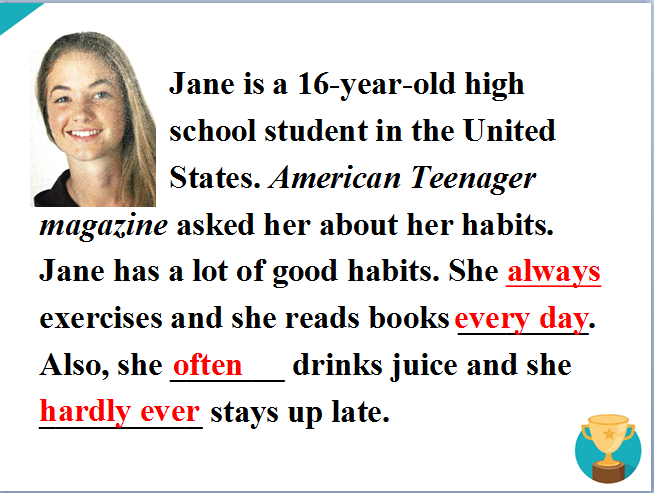 Jane is a 16-year-old high
school student in the United
States. American Teenager
magazine asked her about her habits.
Jane has a lot of good habits. She always
exercises and she reads books every day.
Also, she often drinks juice and she
hardly ever stays up late.